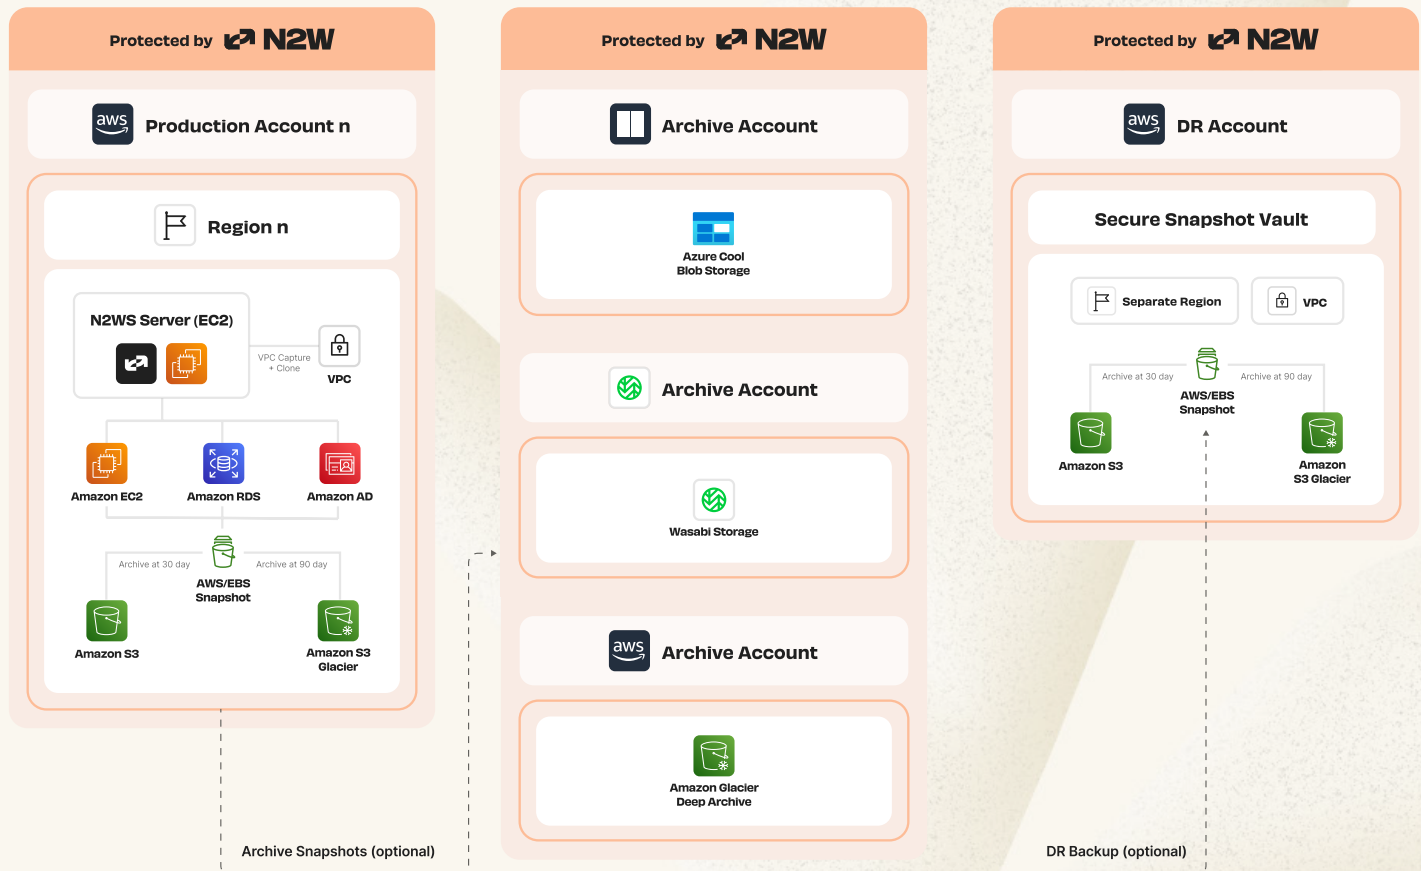 Protected by N2W
aws
Production Account n
Region n
N2WS Server (EC2)
VPC Capture
+ Clone
VPC
Amazon EC2
Amazon RDS
Amazon AD
Archive at 30 day
Archive at 90 day
AWS/EBS
Snapshot
Amazon S3
Amazon S3
Glacier
Archive Snapshots (optional)
Protected by N2W
Archive Account
Azure Cool
Blob Storage
Archive Account
Wasabi Storage
aws
Archive Account
Amazon Glacier
Deep Archive
Protected by N2W
aws
DR Account
Secure Snapshot Vault
Separate Region
VPC
Archive at 30 day
Archive at 90 day
AWS/EBS
Snapshot
Amazon S3
Amazon
S3 Glacier
DR Backup (optional)